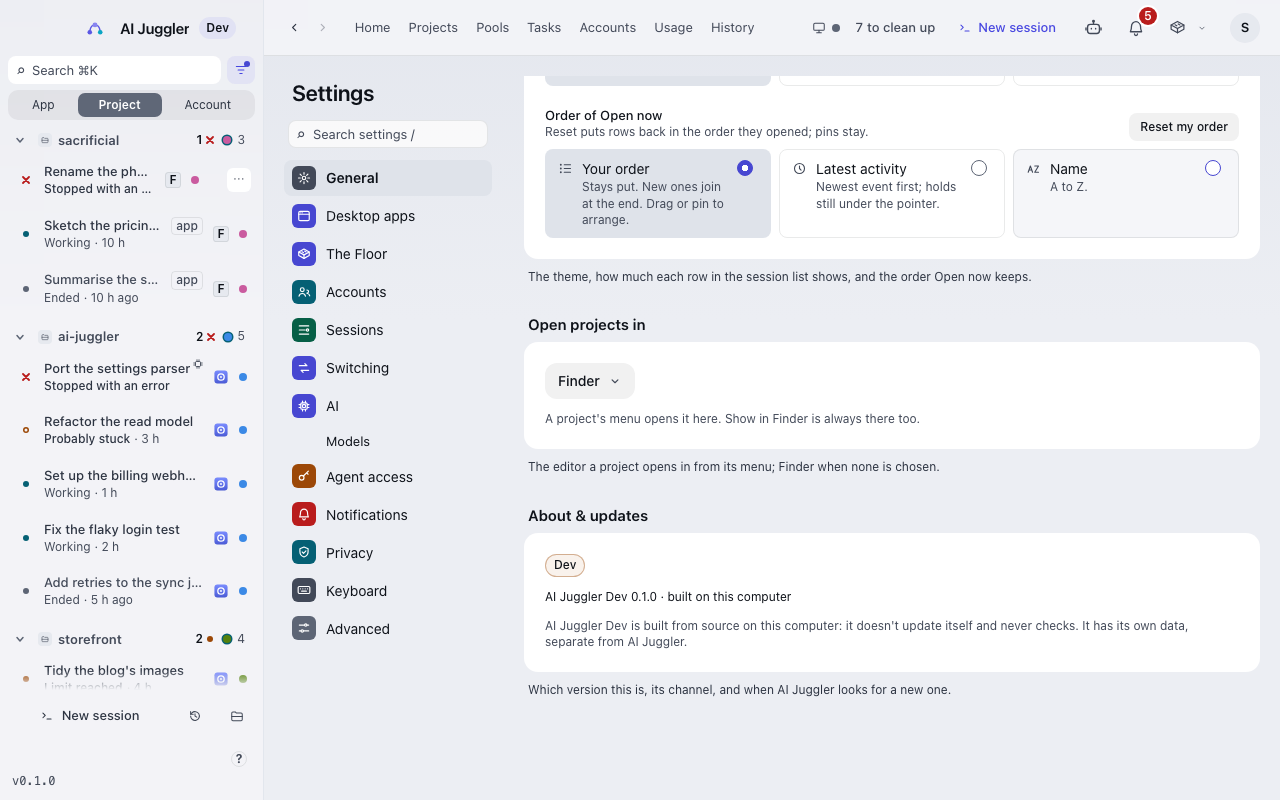 AI Juggler Dev
Search ⌘K
App Project Account
sacrificial 1 3
Rename the ph... F
Stopped with an ...
Sketch the pricin... app F
Working · 10 h
Summarise the s... app F
Ended · 10 h ago
ai-juggler 2 5
Port the settings parser
Stopped with an error
Refactor the read model
Probably stuck · 3 h
Set up the billing webh...
Working · 1 h
Fix the flaky login test
Working · 2 h
Add retries to the sync j...
Ended · 5 h ago
storefront 2 4
Tidy the blog's images
Limit reached · 4 h
New session
?
v0.1.0
Home Projects Pools Tasks Accounts Usage History
7 to clean up
New session
5
S
Settings
Search settings /
General
Desktop apps
The Floor
Accounts
Sessions
Switching
AI
Models
Agent access
Notifications
Privacy
Keyboard
Advanced
Order of Open now
Reset puts rows back in the order they opened; pins stay.
Reset my order
Your order
Stays put. New ones join
at the end. Drag or pin to
arrange.
Latest activity
Newest event first; holds
still under the pointer.
AZ Name
A to Z.
The theme, how much each row in the session list shows, and the order Open now keeps.
Open projects in
Finder
A project's menu opens it here. Show in Finder is always there too.
The editor a project opens in from its menu; Finder when none is chosen.
About & updates
Dev
AI Juggler Dev 0.1.0 · built on this computer
AI Juggler Dev is built from source on this computer: it doesn't update itself and never checks. It has its own data,
separate from AI Juggler.
Which version this is, its channel, and when AI Juggler looks for a new one.